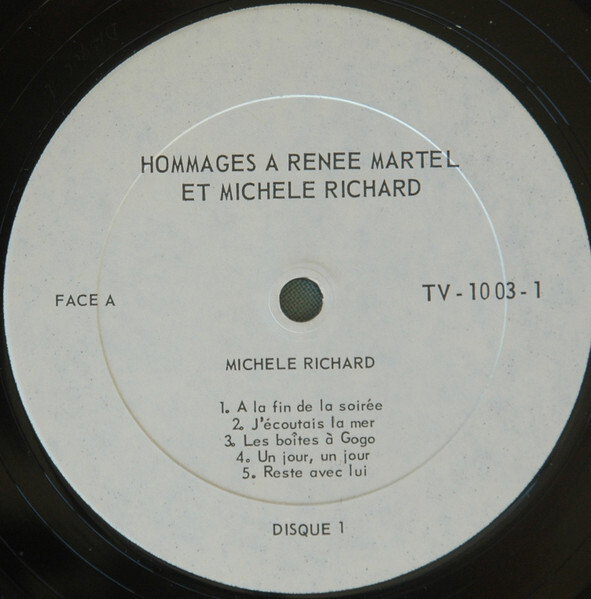 HOMMAGES A RENEE MARTEL
ET MICHELE RICHARD
FACE A
TV - 1003 - 1
MICHELE RICHARD
1. A la fin de la soirée
2. J'écoutais la mer
3. Les boîtes à Gogo
4. Un jour, un jour
5. Reste avec lui
DISQUE 1